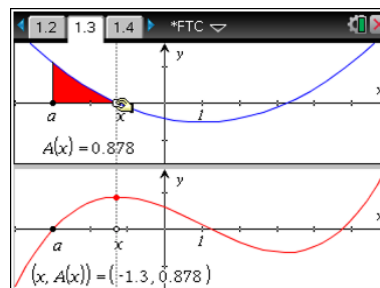 1.2 1.3 1.4 *FTC
y
x
a x 1
A(x)=0.878
y
x
a x 1
(x, A(x))=(-1.3, 0.878)